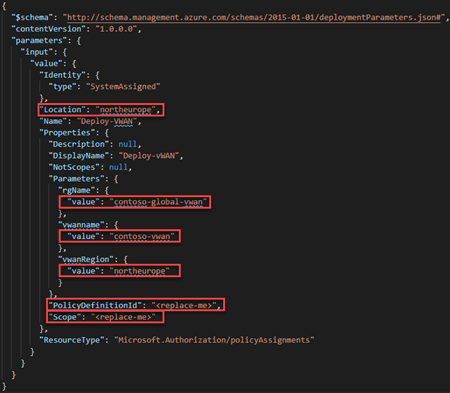 {
"$schema": "http://schema.management.azure.com/schemas/2015-01-01/deploymentParameters.json#",
"contentVersion": "1.0.0.0",
"parameters": {
"input": {
"value": {
"Identity": {
"type": "SystemAssigned"
},
"Location": "northeurope",
"Name": "Deploy-VWAN",
"Properties": {
"Description": null,
"DisplayName": "Deploy-vWAN",
"NotScopes": null,
"Parameters": {
"rgName": {
"value": "contoso-global-vwan"
},
"vwanname": {
"value": "contoso-vwan"
},
"vwanRegion": {
"value": "northeurope"
}
},
"PolicyDefinitionId": "<replace-me>",
"Scope": "<replace-me>"
},
"ResourceType": "Microsoft.Authorization/policyAssignments"
}
}
}
}